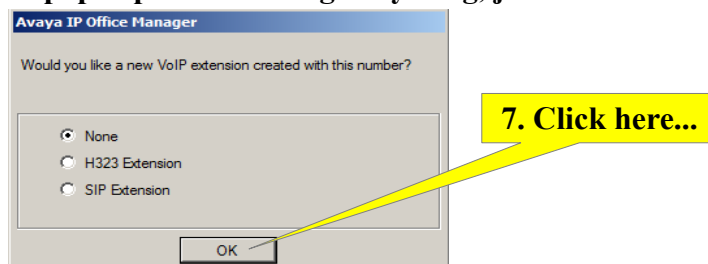 Avaya IP Office Manager
Would you like a new VoIP extension created with this number?
None
7. Click here...
H323 Extension
SIP Extension
OK